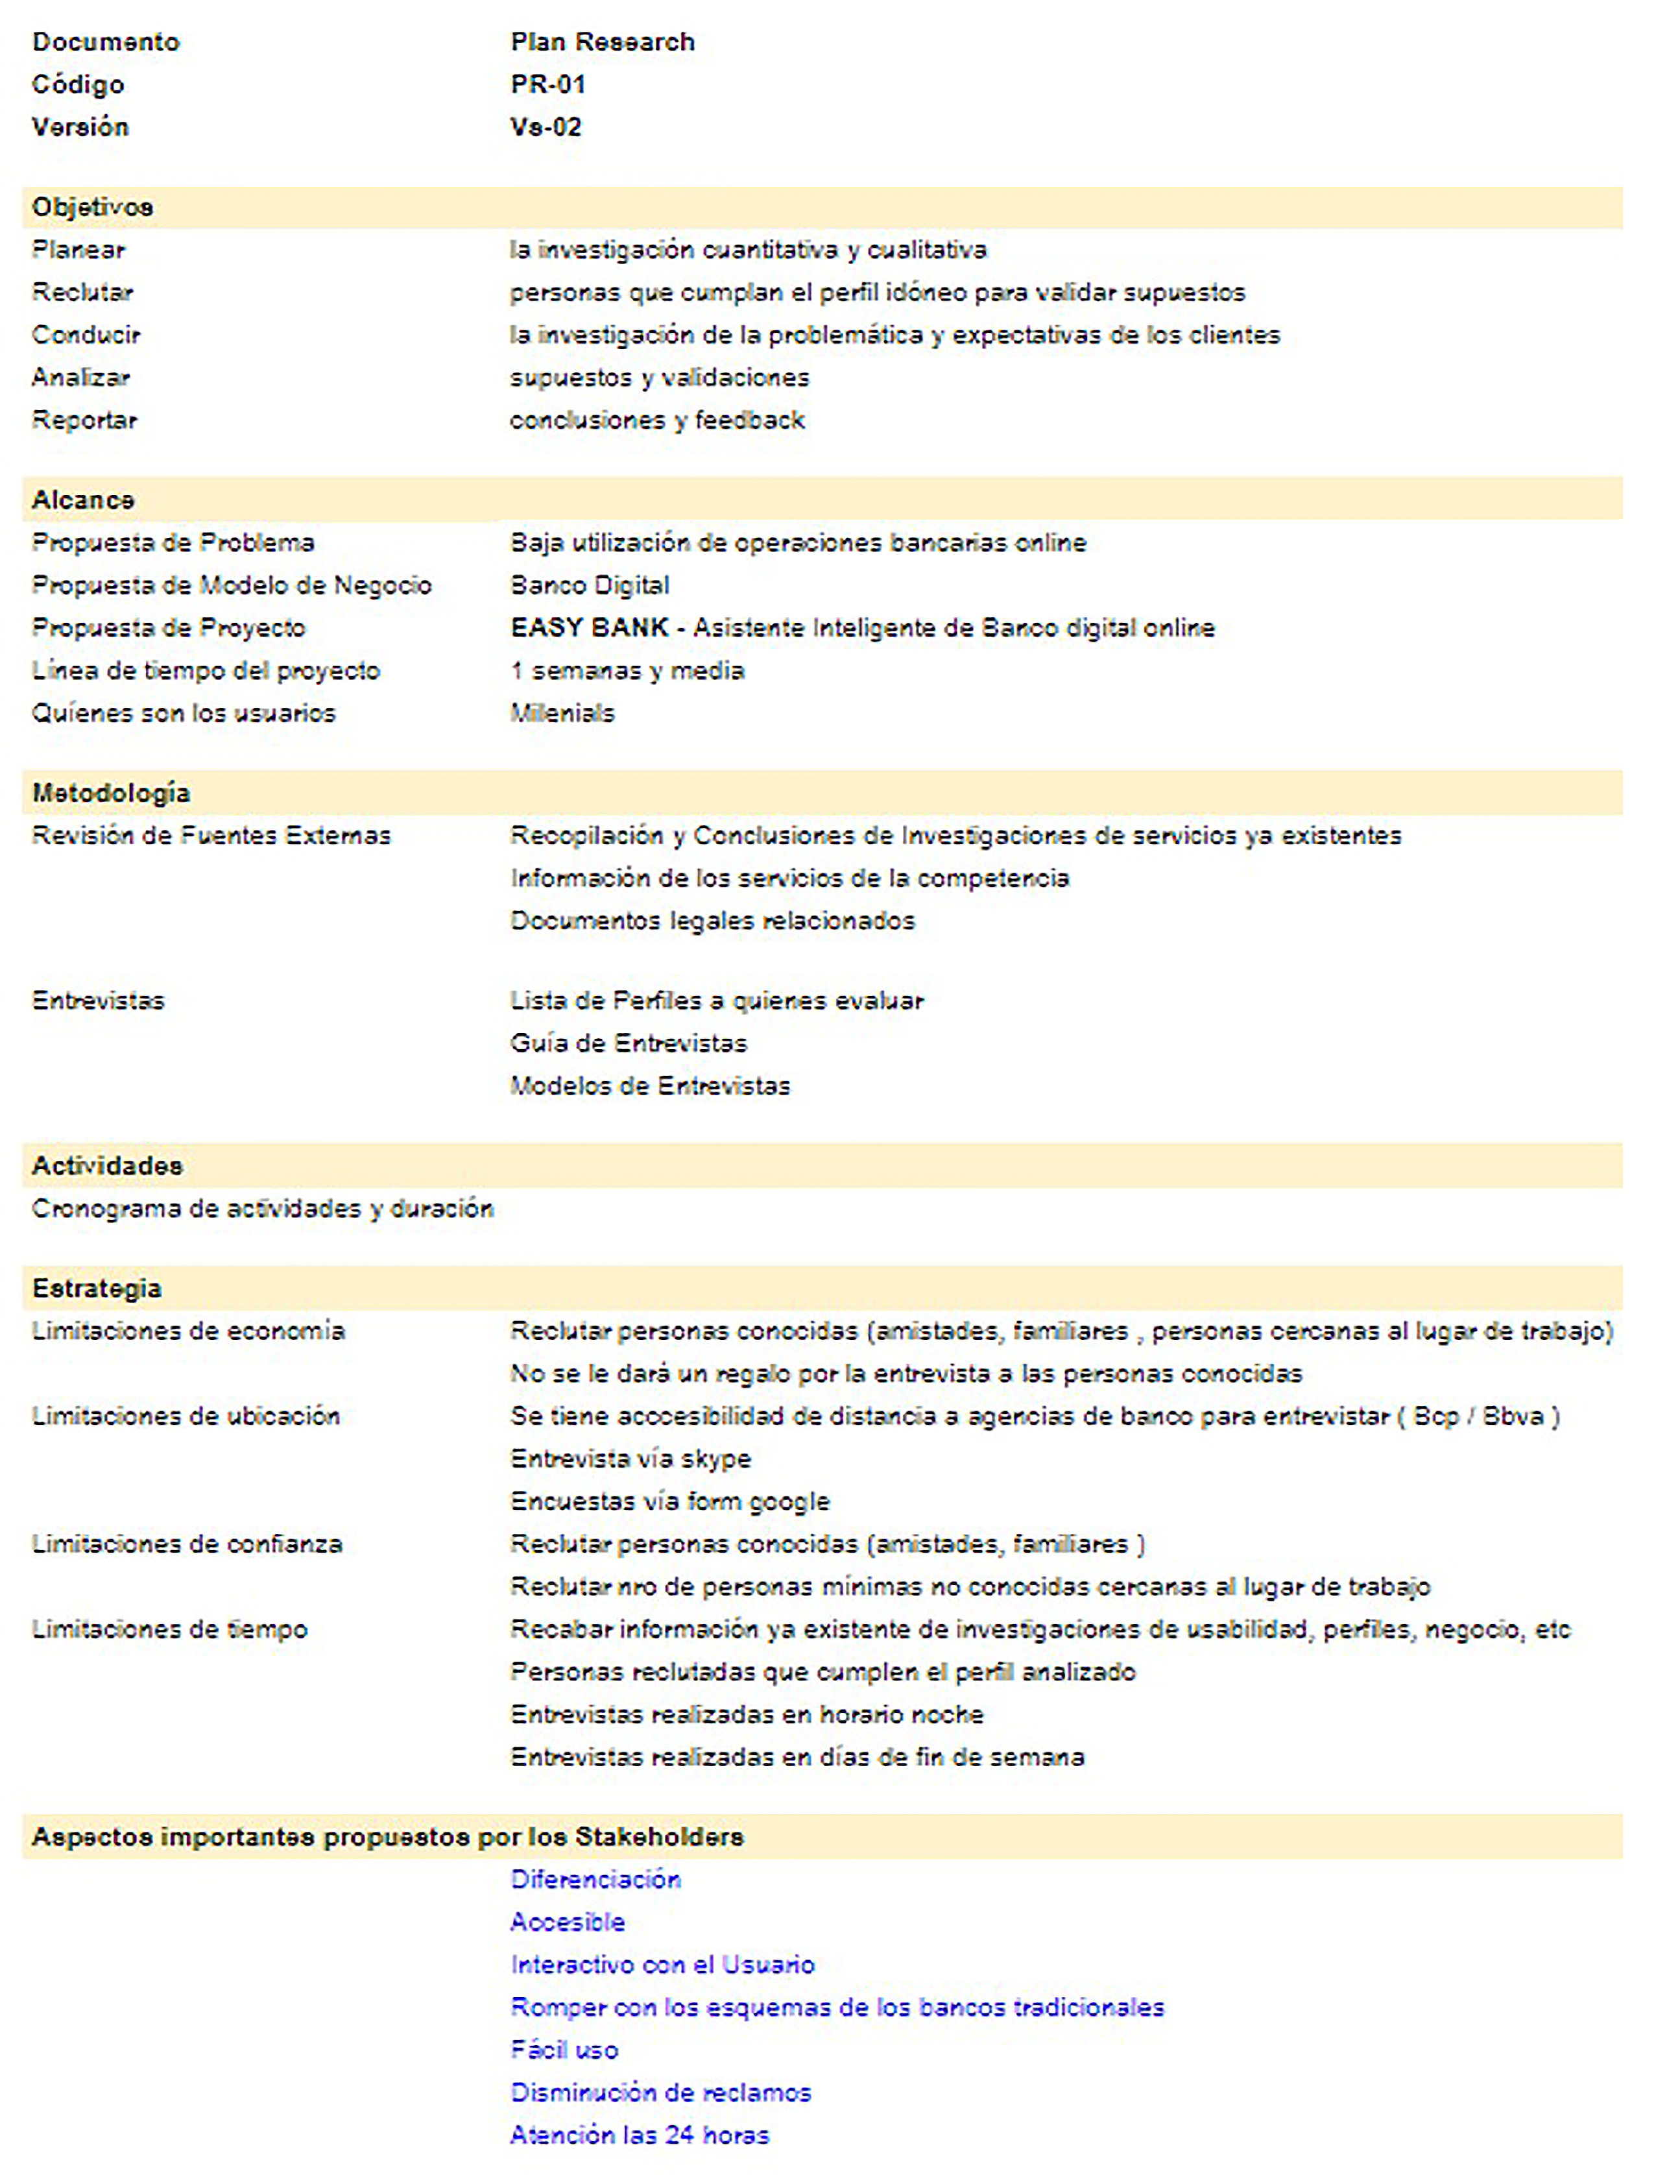 Documento Plan Research
Código PR-01
Versión Vs-02
Objetivos
Planear la investigación cuantitativa y cualitativa
Reclutar personas que cumplan el perfil idóneo para validar supuestos
Conducir la investigación de la problemática y expectativas de los clientes
Analizar supuestos y validaciones
Reportar conclusiones y feedback
Alcance
Propuesta de Problema Baja utilización de operaciones bancarias online
Propuesta de Modelo de Negocio Banco Digital
Propuesta de Proyecto EASY BANK - Asistente Inteligente de Banco digital online
Línea de tiempo del proyecto 1 semanas y media
Quíenes son los usuarios Milenials
Metodología
Revisión de Fuentes Externas Recopilación y Conclusiones de Investigaciones de servicios ya existentes
Información de los servicios de la competencia
Documentos legales relacionados
Entrevistas Lista de Perfiles a quienes evaluar
Guía de Entrevistas
Modelos de Entrevistas
Actividades
Cronograma de actividades y duración
Estrategia
Limitaciones de economía Reclutar personas conocidas (amistades, familiares , personas cercanas al lugar de trabajo)
No se le dará un regalo por la entrevista a las personas conocidas
Limitaciones de ubicación Se tiene acccesibilidad de distancia a agencias de banco para entrevistar ( Bcp / Bbva )
Entrevista vía skype
Encuestas vía form google
Limitaciones de confianza Reclutar personas conocidas (amistades, familiares )
Reclutar nro de personas mínimas no conocidas cercanas al lugar de trabajo
Limitaciones de tiempo Recabar información ya existente de investigaciones de usabilidad, perfiles, negocio, etc
Personas reclutadas que cumplen el perfil analizado
Entrevistas realizadas en horario noche
Entrevistas realizadas en días de fin de semana
Aspectos importantes propuestos por los Stakeholders
Diferenciación
Accesible
Interactivo con el Usuario
Romper con los esquemas de los bancos tradicionales
Fácil uso
Disminución de reclamos
Atención las 24 horas